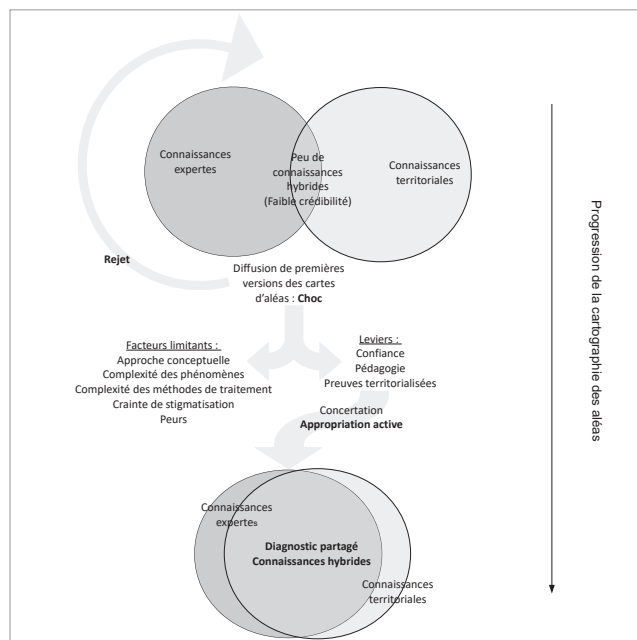 Connaissances
expertes
Peu de
connaissances
hybrides
(Faible crédibilité)
Connaissances
territoriales
Rejet
Diffusion de premières
versions des cartes
d'aléas : Choc
Facteurs limitants :
Approche conceptuelle
Complexité des phénomènes
Complexité des méthodes de traitement
Crainte de stigmatisation
Peurs
Leviers :
Confiance
Pédagogie
Preuves territorialisées
Concertation
Appropriation active
Connaissances
expertes
Diagnostic partagé
Connaissances hybrides
Connaissances
territoriales
Progression de la cartographie des aléas